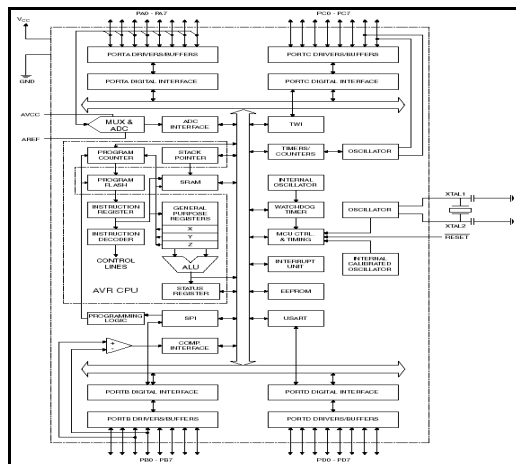 PA0 - PA7
PC0 - PC7
VCC
GND
AVCC
AREF
PORTA DRIVERS/BUFFERS
PORTC DRIVERS/BUFFERS
PORTA DIGITAL INTERFACE
PORTC DIGITAL INTERFACE
MUX &
ADC
ADC
INTERFACE
TWI
PROGRAM
COUNTER
STACK
POINTER
TIMERS/
COUNTERS
OSCILLATOR
PROGRAM
FLASH
SRAM
INTERNAL
OSCILLATOR
XTAL1
INSTRUCTION
REGISTER
GENERAL
PURPOSE
REGISTERS
WATCHDOG
TIMER
OSCILLATOR
XTAL2
X
Y
Z
INSTRUCTION
DECODER
MCU CTRL.
& TIMING
RESET
CONTROL
LINES
ALU
INTERRUPT
UNIT
INTERNAL
CALIBRATED
OSCILLATOR
AVR CPU
STATUS
REGISTER
EEPROM
PROGRAMMING
LOGIC
SPI
USART
+
-
COMP.
INTERFACE
PORTB DIGITAL INTERFACE
PORTD DIGITAL INTERFACE
PORTB DRIVERS/BUFFERS
PORTD DRIVERS/BUFFERS
PB0 - PB7
PD0 - PD7